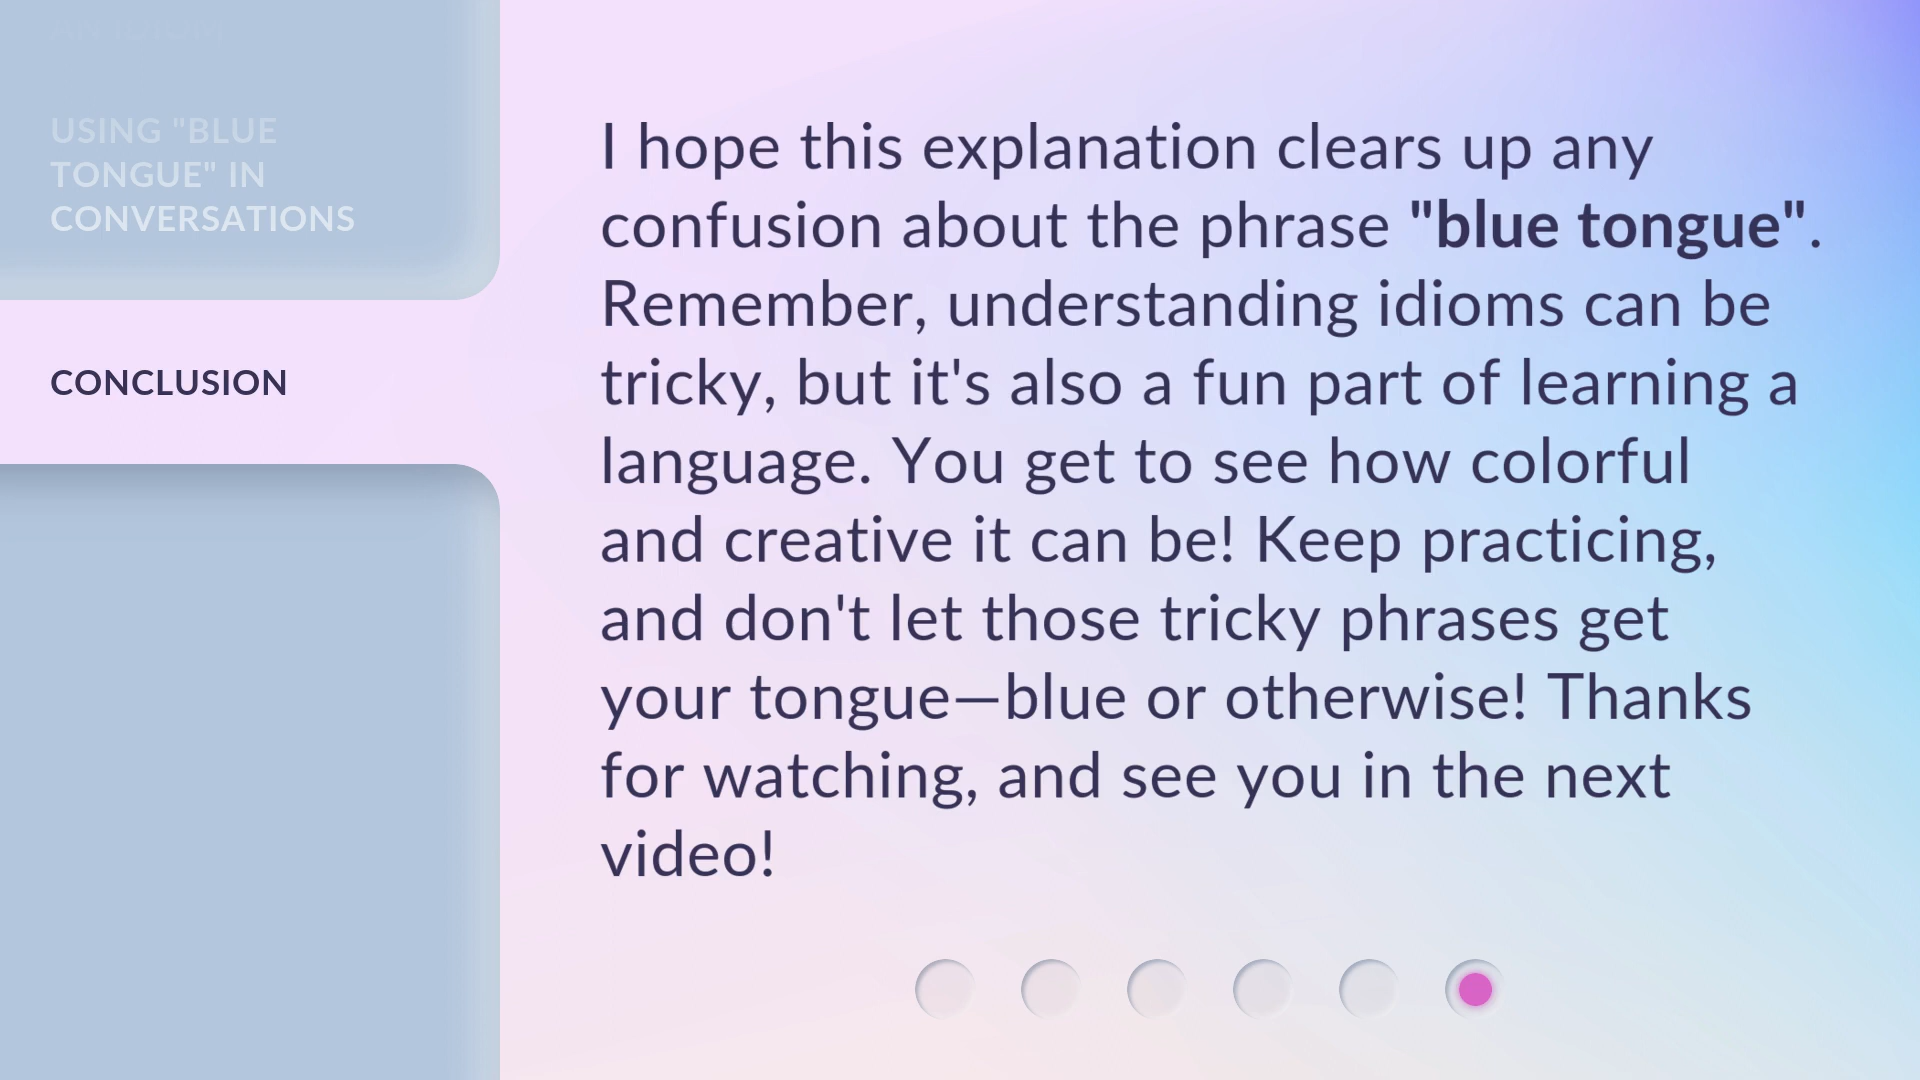 USING "BLUE
TONGUE" IN
CONVERSATIONS
CONCLUSION
I hope this explanation clears up any
confusion about the phrase "blue tongue".
Remember, understanding idioms can be
tricky, but it's also a fun part of learning a
language. You get to see how colorful
and creative it can be! Keep practicing,
and don't let those tricky phrases get
your tongue—blue or otherwise! Thanks
for watching, and see you in the next
video!